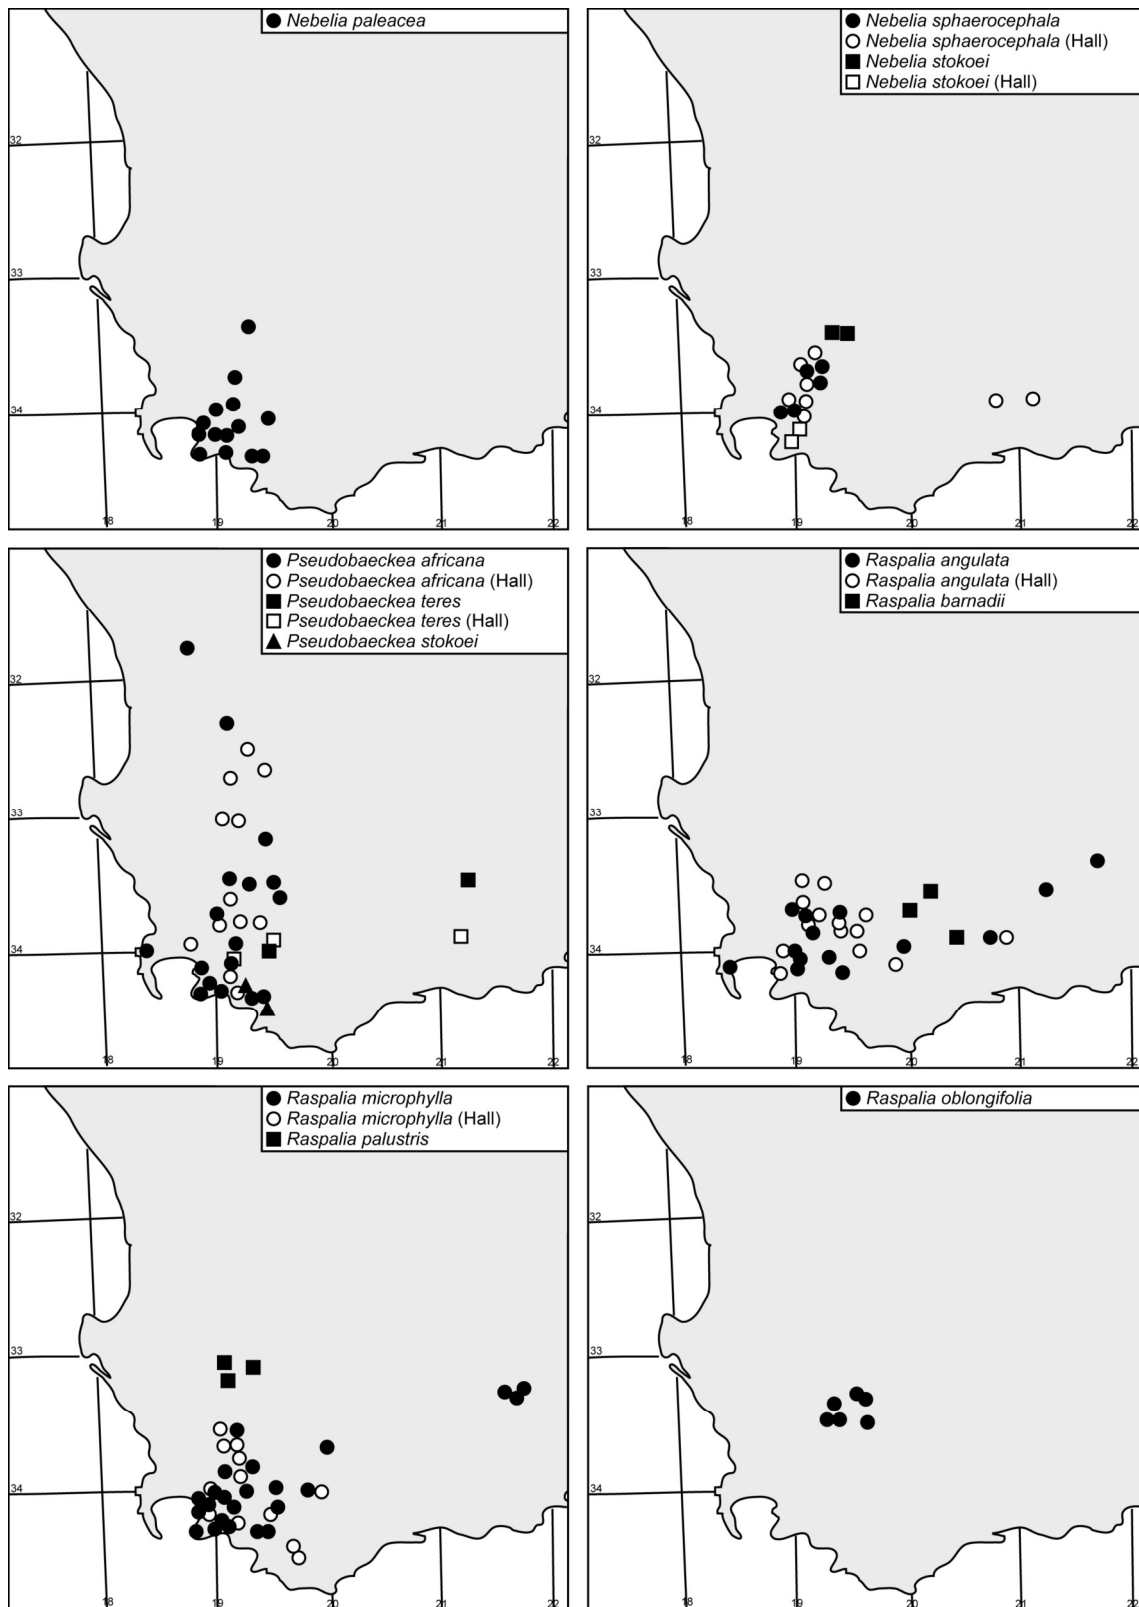 Nebelia paleacea
32
33
34
18
19
20
21
22
Nebelia sphaerocephala
Nebelia sphaerocephala (Hall)
Nebelia stokoei
Nebelia stokoei (Hall)
32
33
34
18
19
20
21
22
Pseudobaeckea africana
Pseudobaeckea africana (Hall)
Pseudobaeckea teres
Pseudobaeckea teres (Hall)
Pseudobaeckea stokoei
32
33
34
18
19
20
21
22
Raspalia angulata
Raspalia angulata (Hall)
Raspalia barnadii
32
33
34
18
19
20
21
22
Raspalia microphylla
Raspalia microphylla (Hall)
Raspalia palustris
32
33
34
18
19
20
21
22
Raspalia oblongifolia
32
33
34
18
19
20
21
22